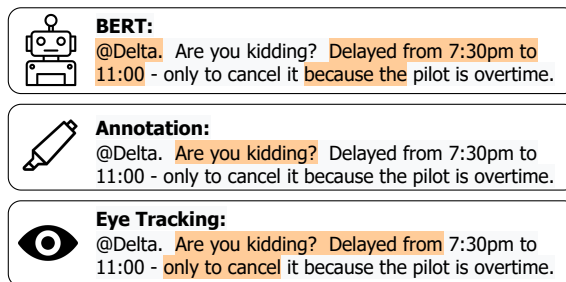 BERT:
@Delta. Are you kidding? Delayed from 7:30pm to
11:00 - only to cancel it because the pilot is overtime.
Annotation:
@Delta. Are you kidding? Delayed from 7:30pm to
11:00 - only to cancel it because the pilot is overtime.
Eye Tracking:
@Delta. Are you kidding? Delayed from 7:30pm to
11:00 - only to cancel it because the pilot is overtime.